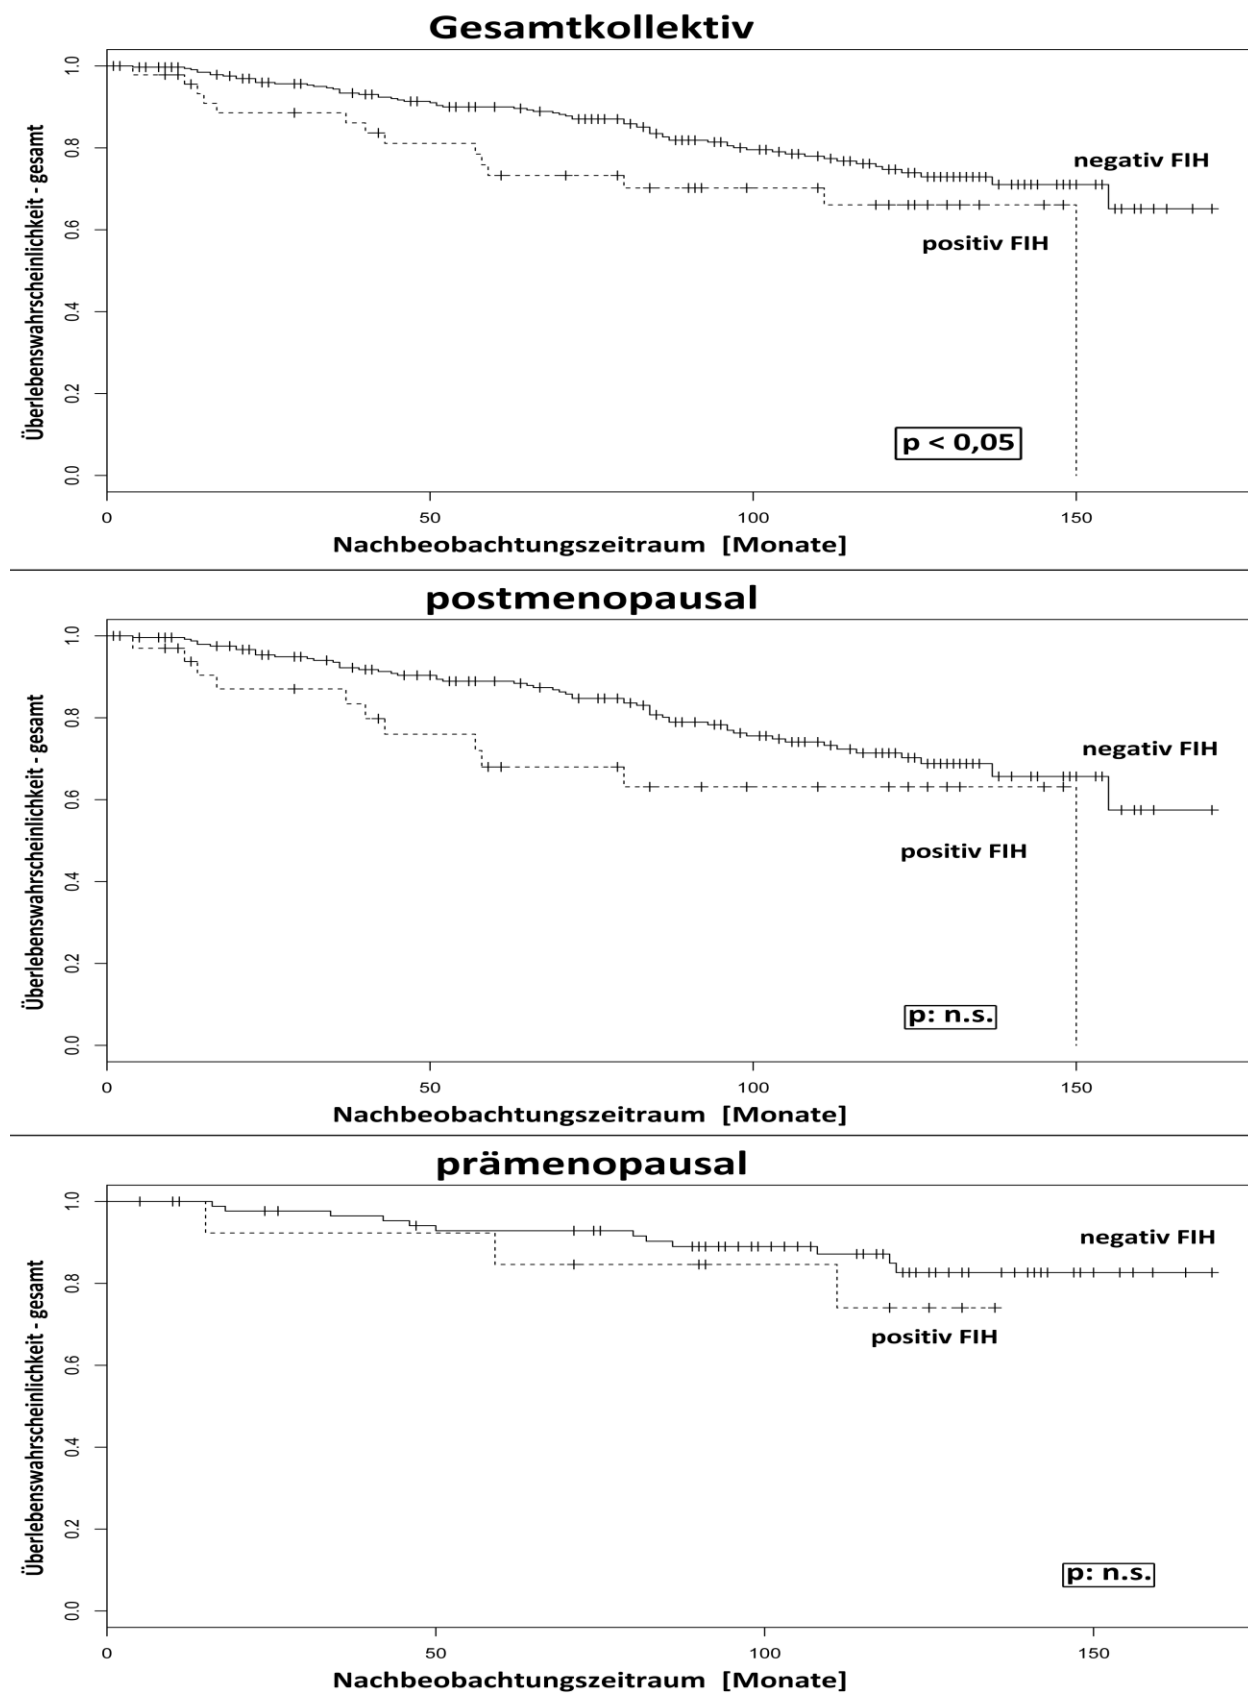 Gesamtkollektiv
Überlebenswahrscheinlichkeit - gesamt
1.0
0.8
0.6
0.4
0.2
0.0
negativ FIH
positiv FIH
p < 0,05
0 50 100 150
Nachbeobachtungszeitraum [Monate]
postmenopausal
Überlebenswahrscheinlichkeit - gesamt
1.0
0.8
0.6
0.4
0.2
0.0
negativ FIH
positiv FIH
p: n.s.
0 50 100 150
Nachbeobachtungszeitraum [Monate]
prämenopausal
Überlebenswahrscheinlichkeit - gesamt
1.0
0.8
0.6
0.4
0.2
0.0
negativ FIH
positiv FIH
p: n.s.
0 50 100 150
Nachbeobachtungszeitraum [Monate]